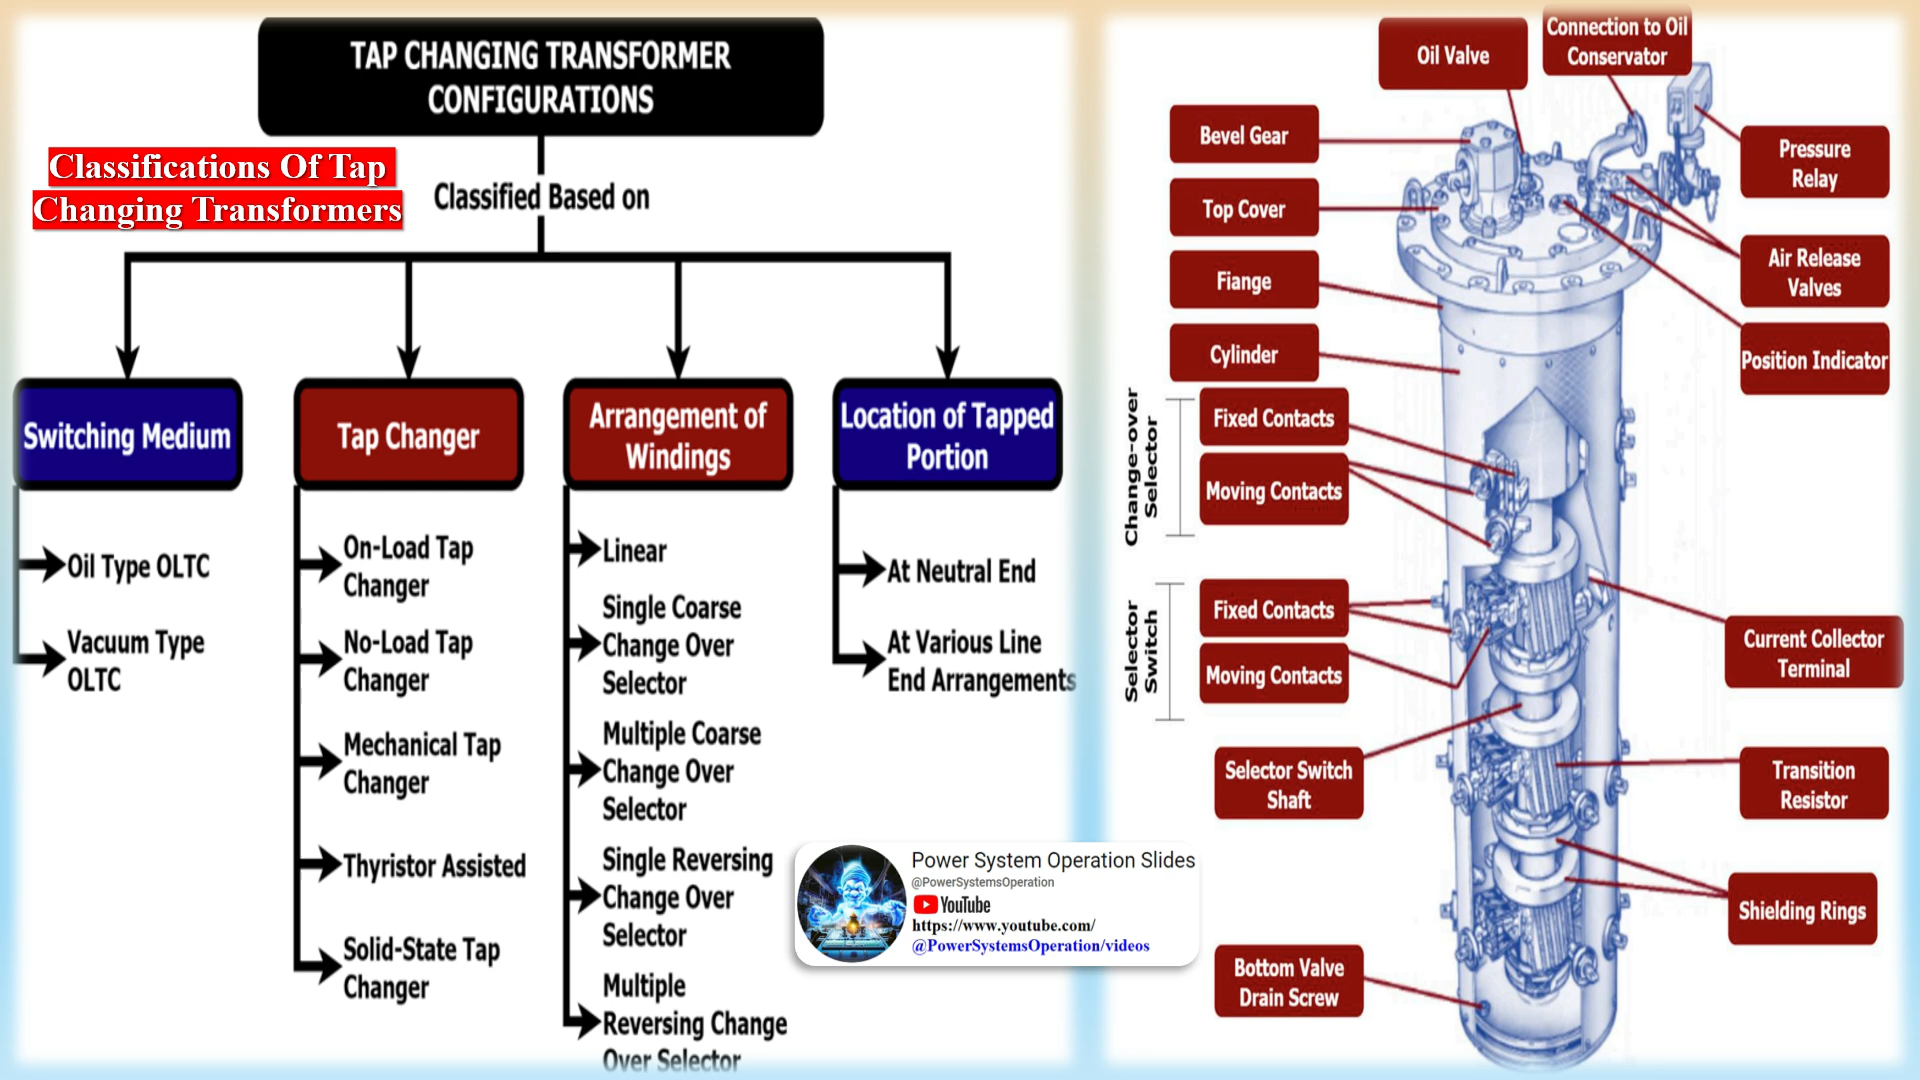 TAP CHANGING TRANSFORMER
CONFIGURATIONS
Classifications Of Tap
Changing Transformers
Classified Based on
Switching Medium
Oil Type OLTC
Vacuum Type
OLTC
Tap Changer
On-Load Tap
Changer
No-Load Tap
Changer
Mechanical Tap
Changer
Thyristor Assisted
Solid-State Tap
Changer
Arrangement of
Windings
Linear
Single Coarse
Change Over
Selector
Multiple Coarse
Change Over
Selector
Single Reversing
Change Over
Selector
Multiple
Reversing Change
Over Selector
Location of Tapped
Portion
At Neutral End
At Various Line
End Arrangements
Power System Operation Slides
@PowerSystemsOperation
YouTube
https://www.youtube.com/
@PowerSystemsOperation/videos
Oil Valve
Connection to Oil
Conservator
Bevel Gear
Top Cover
Fiange
Cylinder
Change-over
Selector
Fixed Contacts
Moving Contacts
Selector
Switch
Fixed Contacts
Moving Contacts
Selector Switch
Shaft
Bottom Valve
Drain Screw
Pressure
Relay
Air Release
Valves
Position Indicator
Current Collector
Terminal
Transition
Resistor
Shielding Rings